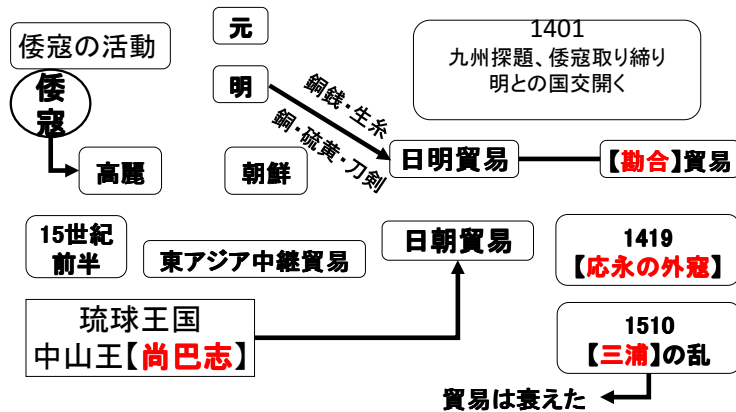 倭寇の活動
倭寇
高麗
元
明
朝鮮
銅銭・生糸
銅・硫黄・刀剣
1401
九州探題、倭寇取り締り
明との国交開く
日明貿易
【勘合】貿易
15世紀
前半
東アジア中継貿易
日朝貿易
1419
【応永の外寇】
琉球王国
中山王【尚巴志】
1510
【三浦】の乱
貿易は衰えた